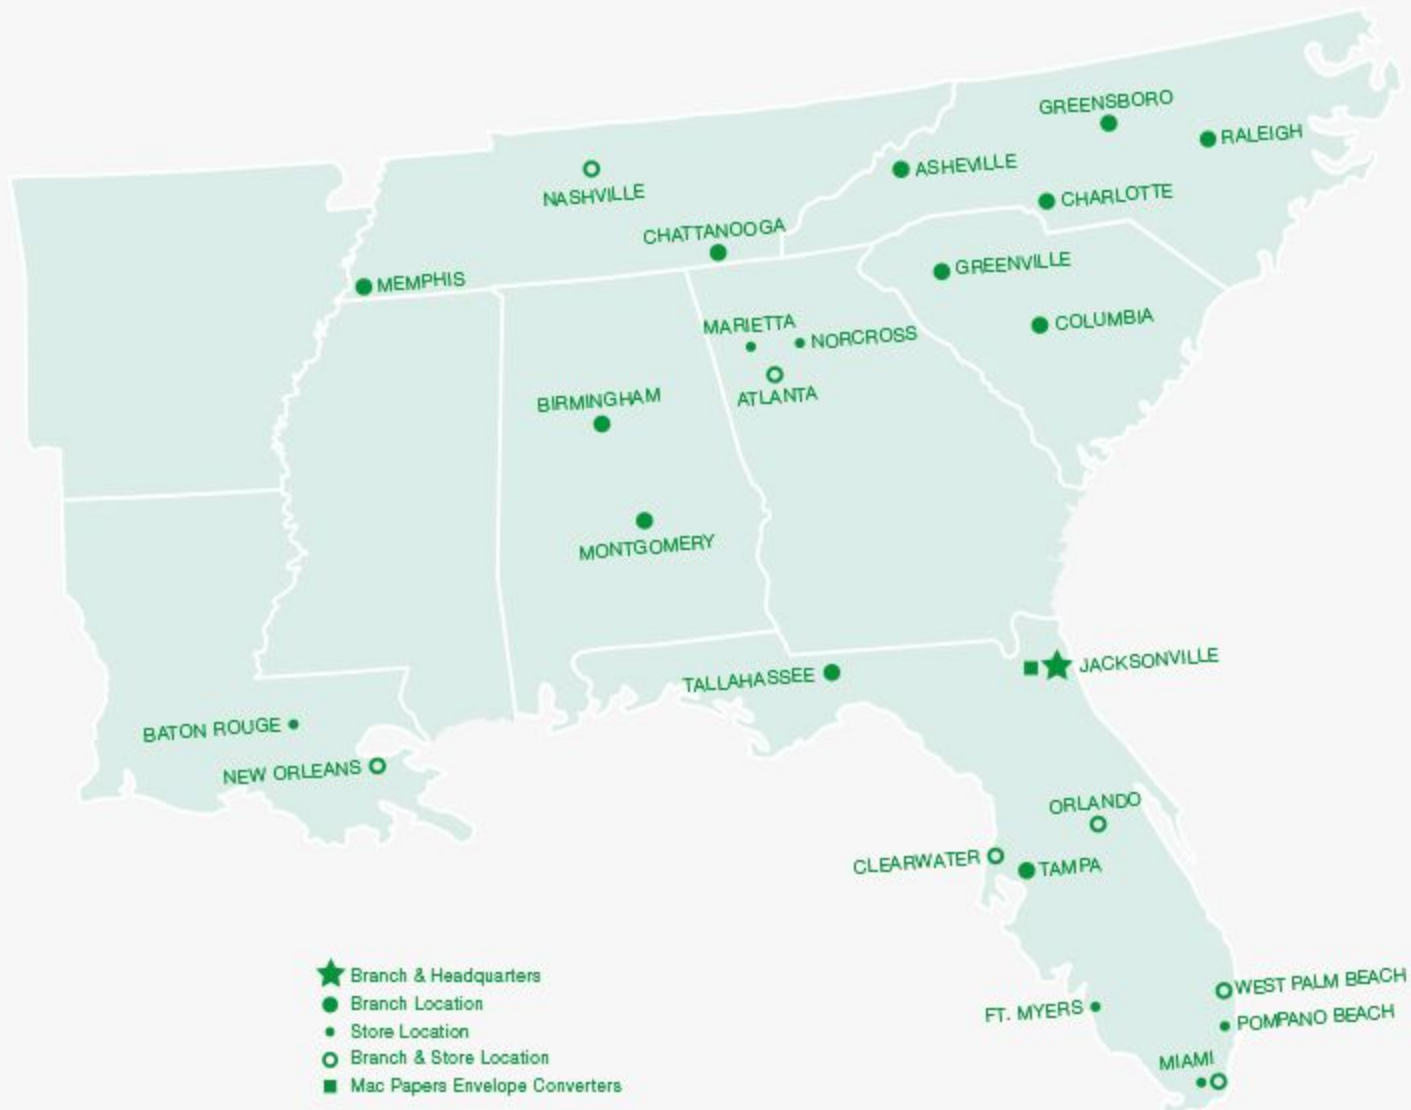 GREENSBORO
RALEIGH
ASHEVILLE
NASHVILLE
CHARLOTTE
CHATTANOOGA
GREENVILLE
MEMPHIS
COLUMBIA
MARIETTA
NORCROSS
ATLANTA
BIRMINGHAM
MONTGOMERY
JACKSONVILLE
TALLAHASSEE
BATON ROUGE
NEW ORLEANS
ORLANDO
CLEARWATER
TAMPA
WEST PALM BEACH
FT. MYERS
POMPANO BEACH
MIAMI
Branch & Headquarters
Branch Location
Store Location
Branch & Store Location
Mac Papers Envelope Converters